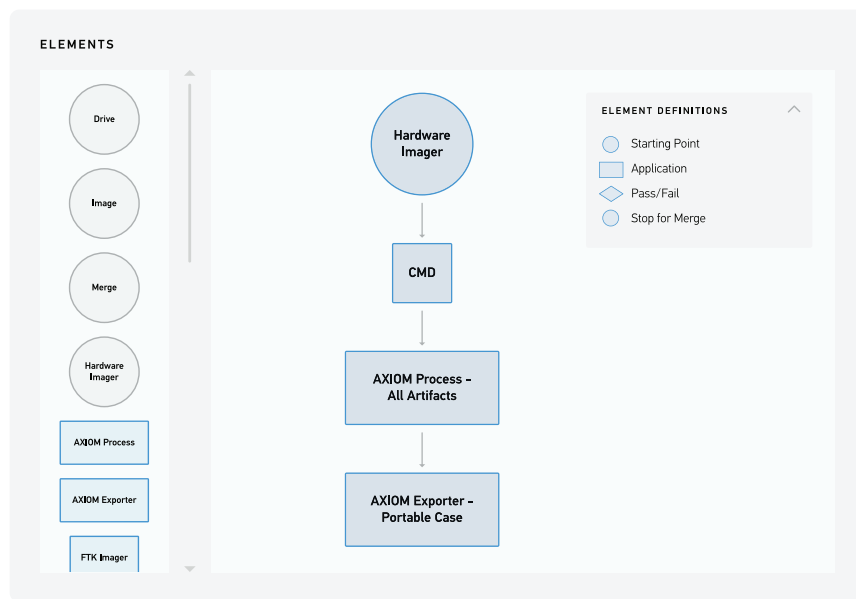 ELEMENTS
Drive
Image
Merge
Hardware
Imager
AXIOM Process
AXIOM Exporter
FTK Imager
Hardware
Imager
CMD
AXIOM Process -
All Artifacts
AXIOM Exporter -
Portable Case
ELEMENT DEFINITIONS
Starting Point
Application
Pass/Fail
Stop for Merge